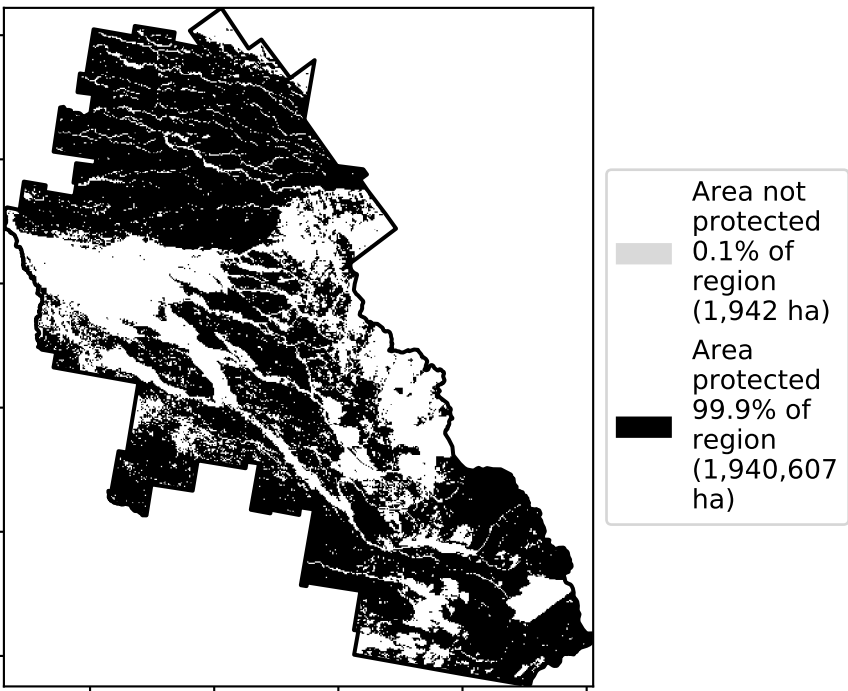 Area not
protected
0.1% of
region
(1,942 ha)
Area
protected
99.9% of
region
(1,940,607
ha)